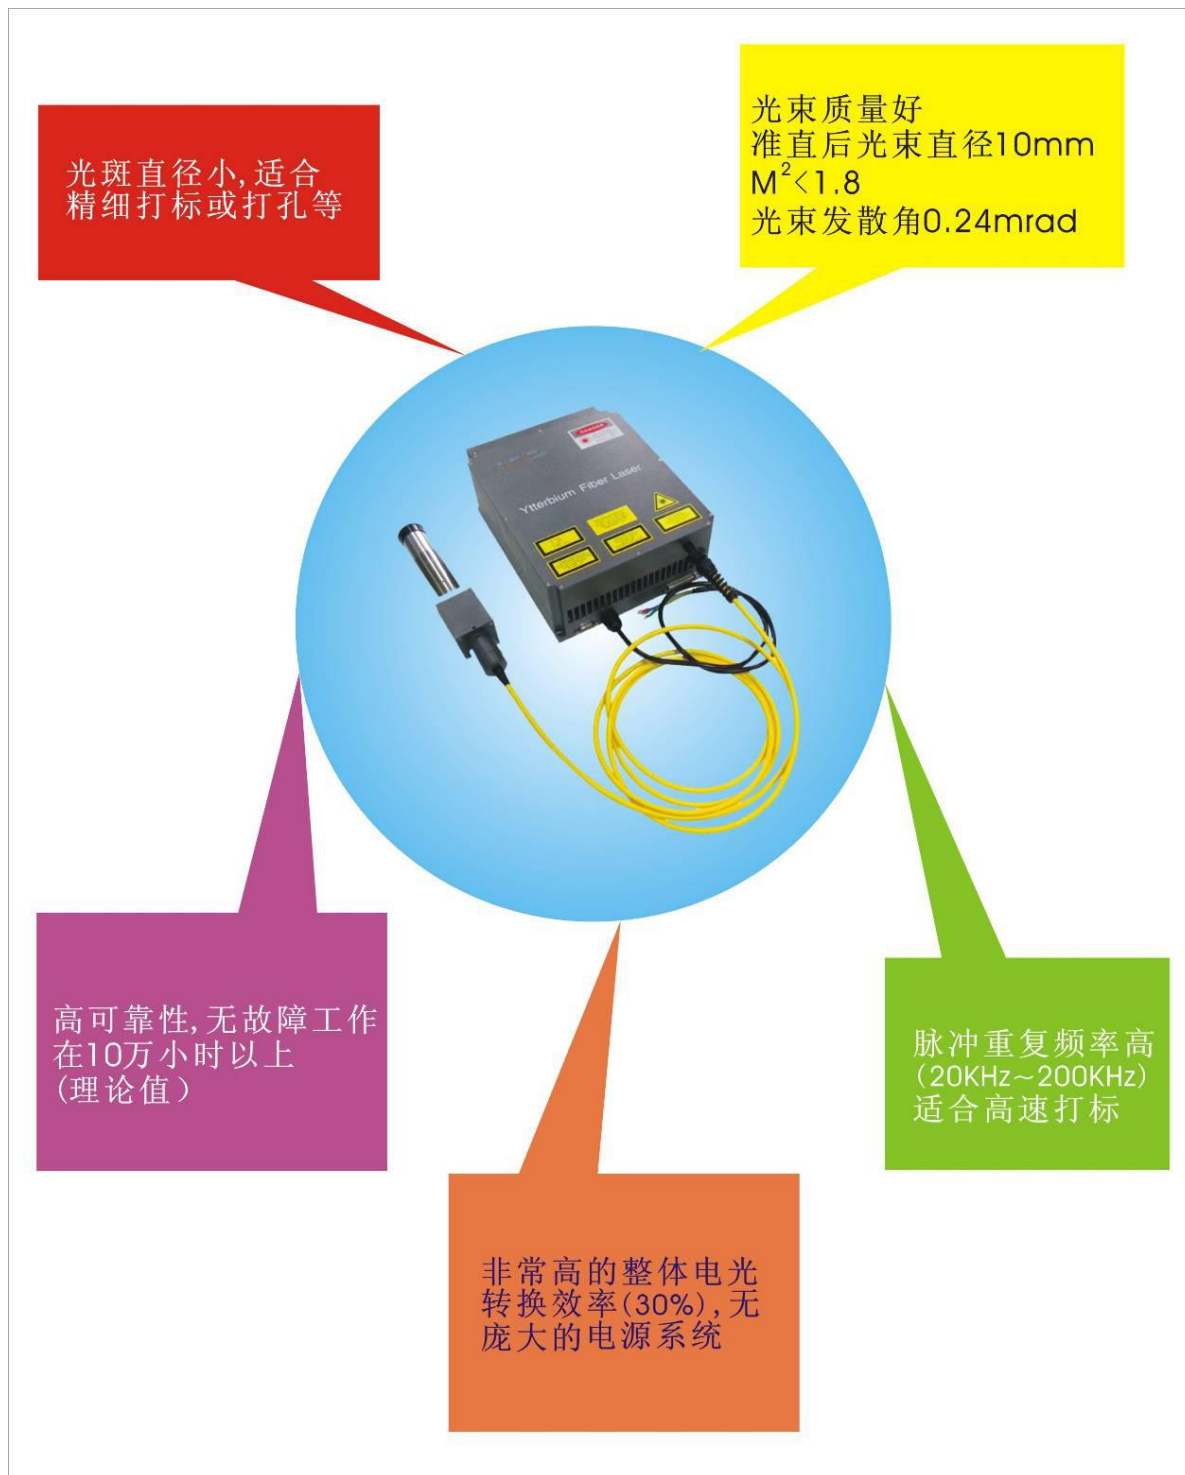 光斑直径小,适合
精细打标或打孔等
光束质量好
准直后光束直径10mm
M²<1.8
光束发散角0.24mrad
Ytterbium Fiber Laser
高可靠性,无故障工作
在10万小时以上
(理论值)
脉冲重复频率高
(20KHz~200KHz)
适合高速打标
非常高的整体电光
转换效率(30%),无
庞大的电源系统